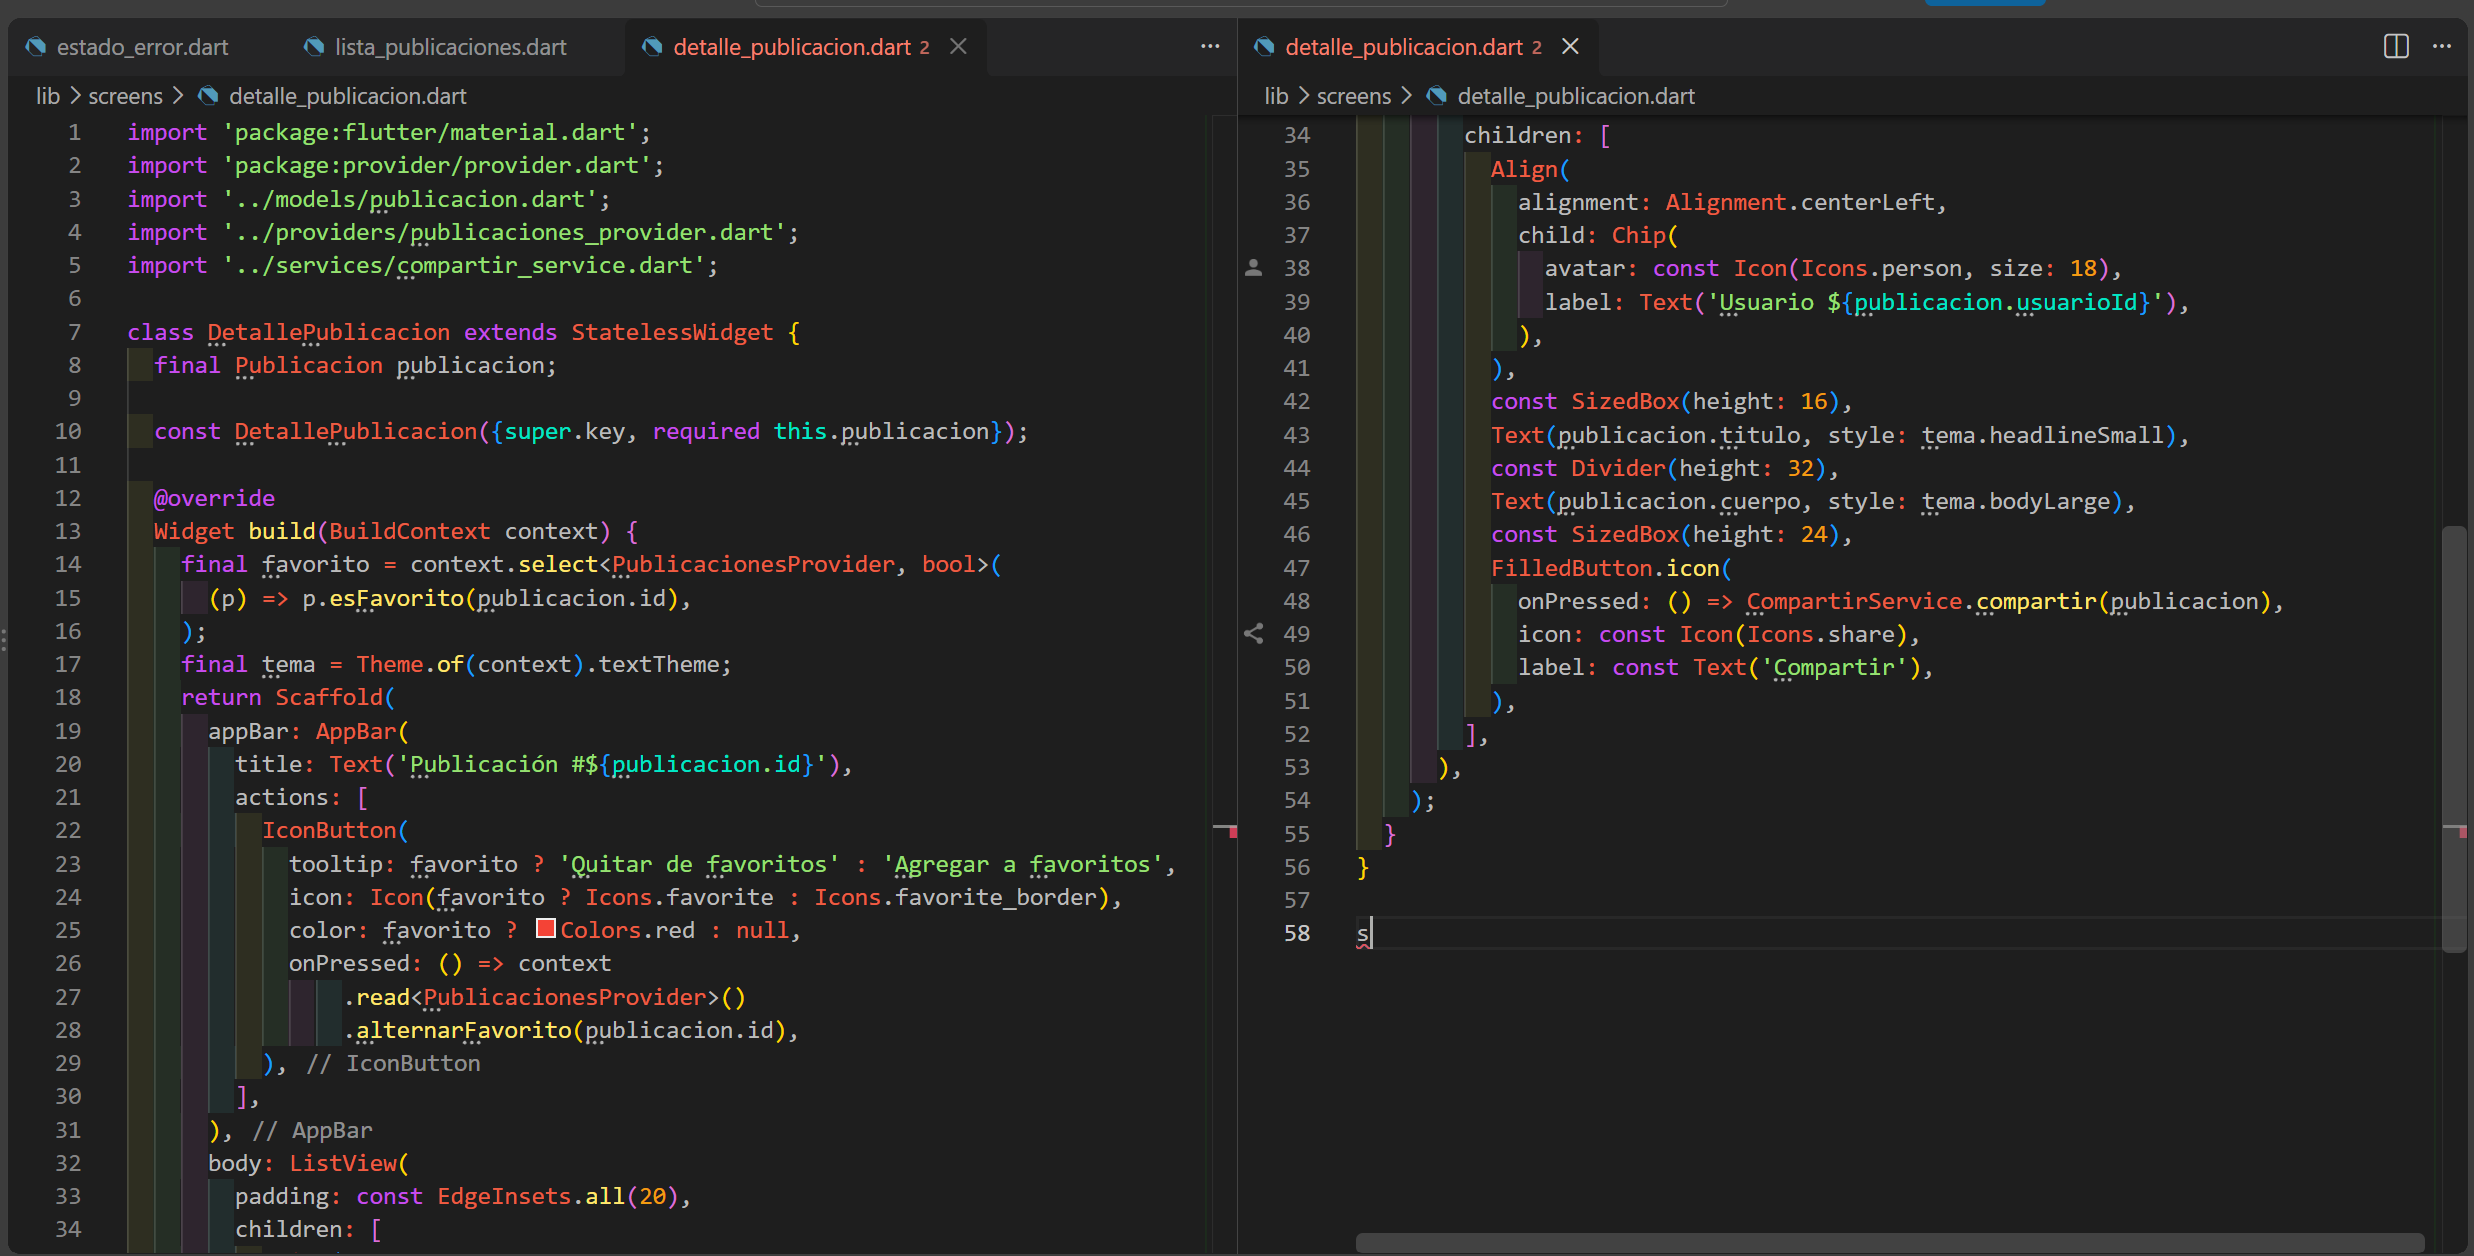 estado_error.dart
lista_publicaciones.dart
detalle_publicacion.dart 2
lib > screens > detalle_publicacion.dart
1 import 'package:flutter/material.dart';
2 import 'package:provider/provider.dart';
3 import '../models/publicacion.dart';
4 import '../providers/publicaciones_provider.dart';
5 import '../services/compartir_service.dart';
6
7 class DetallePublicacion extends StatelessWidget {
8 final Publicacion publicacion;
9
10 const DetallePublicacion({super.key, required this.publicacion});
11
12 @override
13 Widget build(BuildContext context) {
14 final favorito = context.select<PublicacionesProvider, bool>(
15 (p) => p.esFavorito(publicacion.id),
16 );
17 final tema = Theme.of(context).textTheme;
18 return Scaffold(
19 appBar: AppBar(
20 title: Text('Publicación #${publicacion.id}'),
21 actions: [
22 IconButton(
23 tooltip: favorito ? 'Quitar de favoritos' : 'Agregar a favoritos',
24 icon: Icon(favorito ? Icons.favorite : Icons.favorite_border),
25 color: favorito ? Colors.red : null,
26 onPressed: () => context
27 .read<PublicacionesProvider>()
28 .alternarFavorito(publicacion.id),
29 ), // IconButton
30 ],
31 ), // AppBar
32 body: ListView(
33 padding: const EdgeInsets.all(20),
34 children: [
detalle_publicacion.dart 2
lib > screens > detalle_publicacion.dart
34 children: [
35 Align(
36 alignment: Alignment.centerLeft,
37 child: Chip(
38 avatar: const Icon(Icons.person, size: 18),
39 label: Text('Usuario ${publicacion.usuarioId}'),
40 ),
41 ),
42 const SizedBox(height: 16),
43 Text(publicacion.titulo, style: tema.headlineSmall),
44 const Divider(height: 32),
45 Text(publicacion.cuerpo, style: tema.bodyLarge),
46 const SizedBox(height: 24),
47 FilledButton.icon(
48 onPressed: () => CompartirService.compartir(publicacion),
49 icon: const Icon(Icons.share),
50 label: const Text('Compartir'),
51 ),
52 ],
53 ),
54 );
55 }
56 }
57
58 s